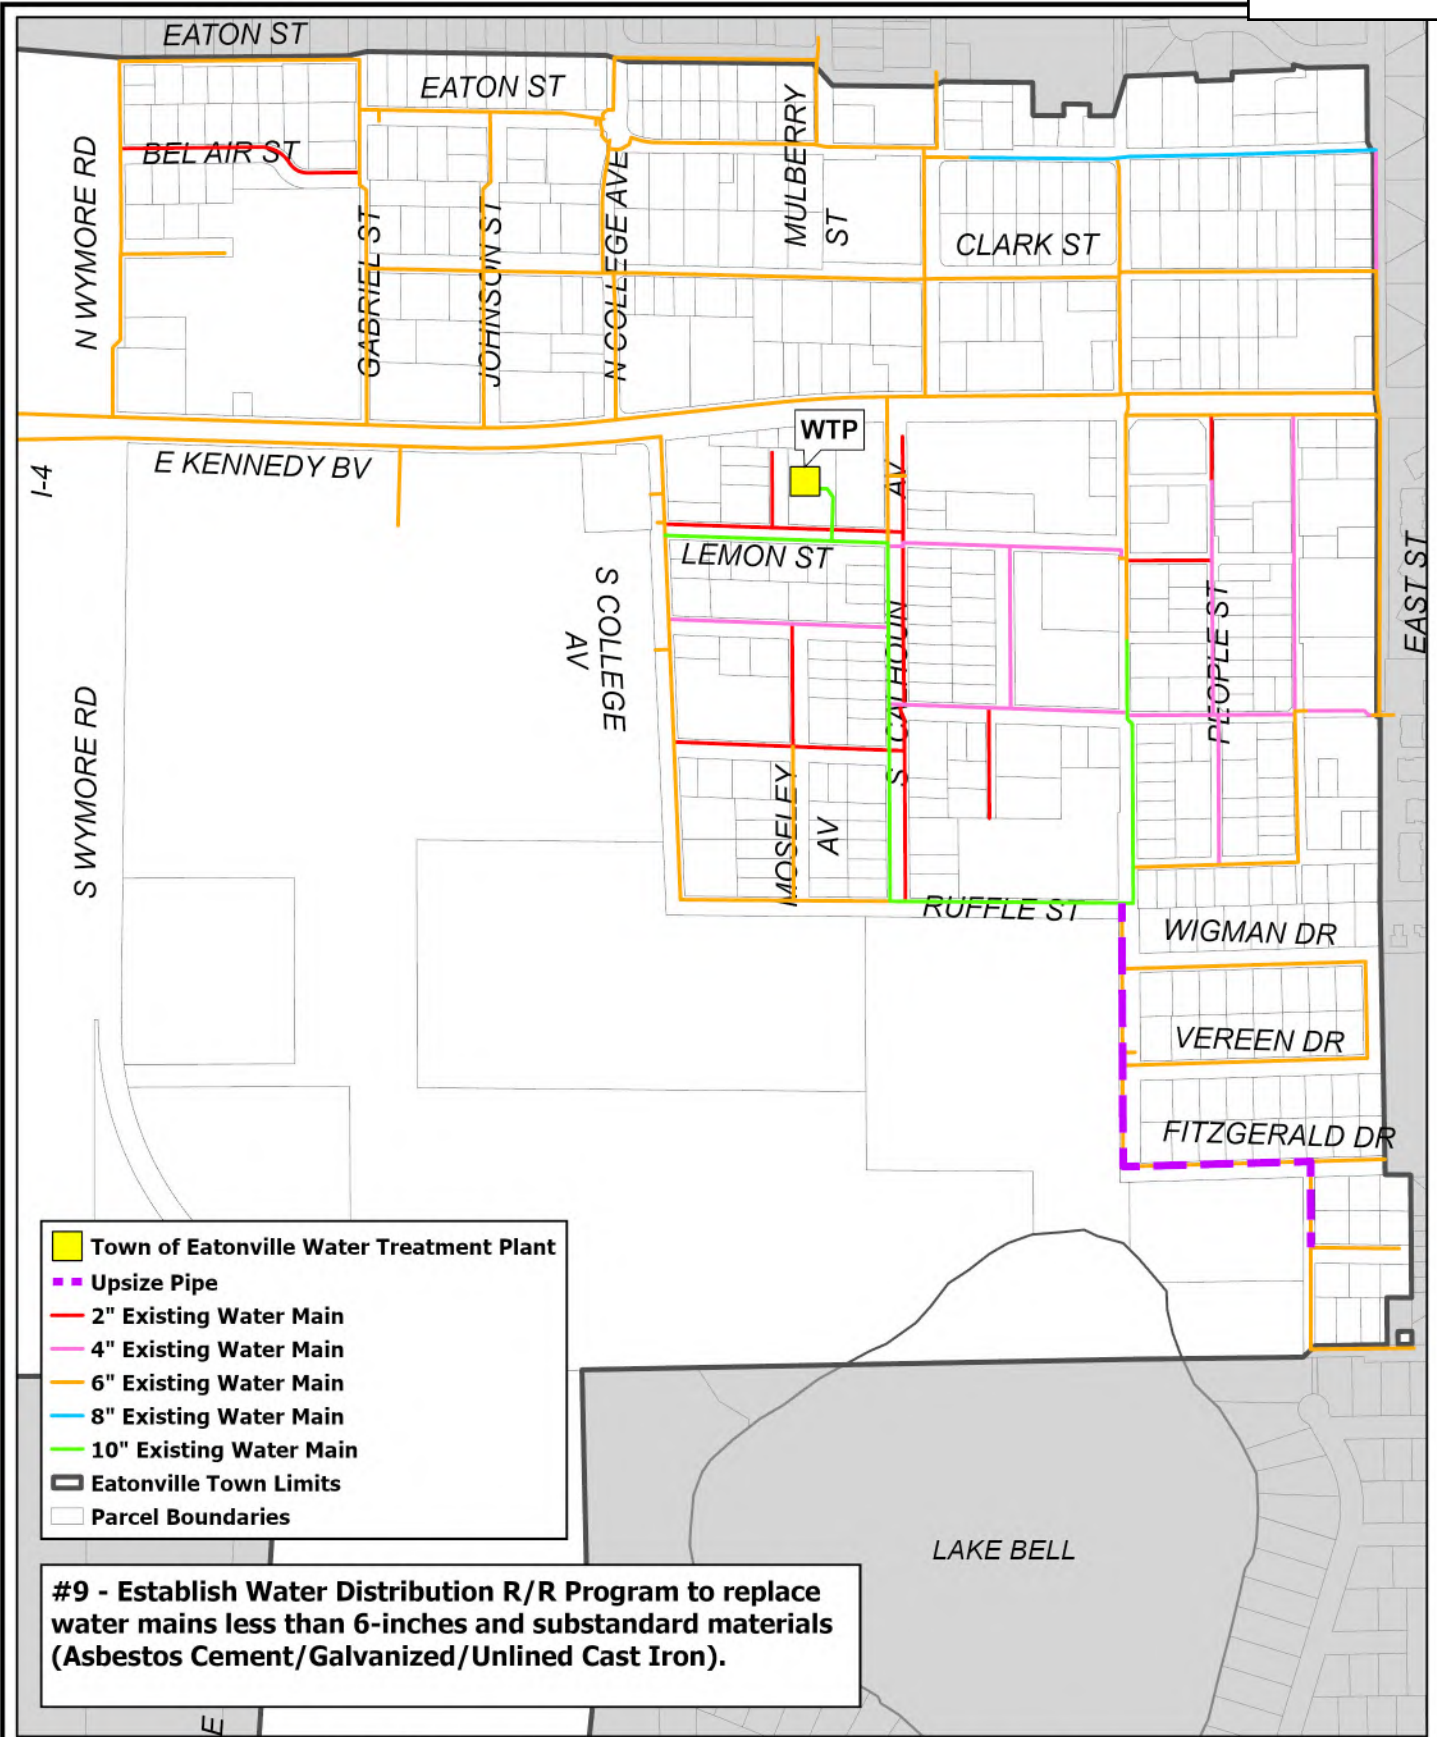 EATON ST
EATON ST
BEL AIR ST
N WYMORE RD
GABRIEL ST
JOHNSON ST
N COLLEGE AVE
MULBERRY
ST
CLARK ST
I-4
E KENNEDY BV
WTP
AV
LEMON ST
S COLLEGE
AV
S CALHOUN
PEOPLE ST
EAST ST
S WYMORE RD
MOSELEY
AV
RUFFLE ST
WIGMAN DR
VEREEN DR
FITZGERALD DR
Town of Eatonville Water Treatment Plant
Upsize Pipe
2" Existing Water Main
4" Existing Water Main
6" Existing Water Main
8" Existing Water Main
10" Existing Water Main
Eatonville Town Limits
Parcel Boundaries
LAKE BELL
#9 - Establish Water Distribution R/R Program to replace
water mains less than 6-inches and substandard materials
(Asbestos Cement/Galvanized/Unlined Cast Iron).
E